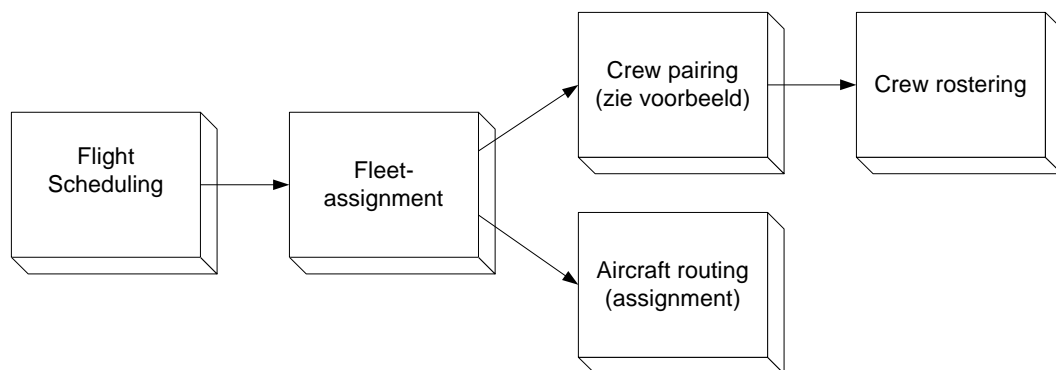 Flight
Scheduling
Fleet-
assignment
Crew pairing
(zie voorbeeld)
Crew rostering
Aircraft routing
(assignment)